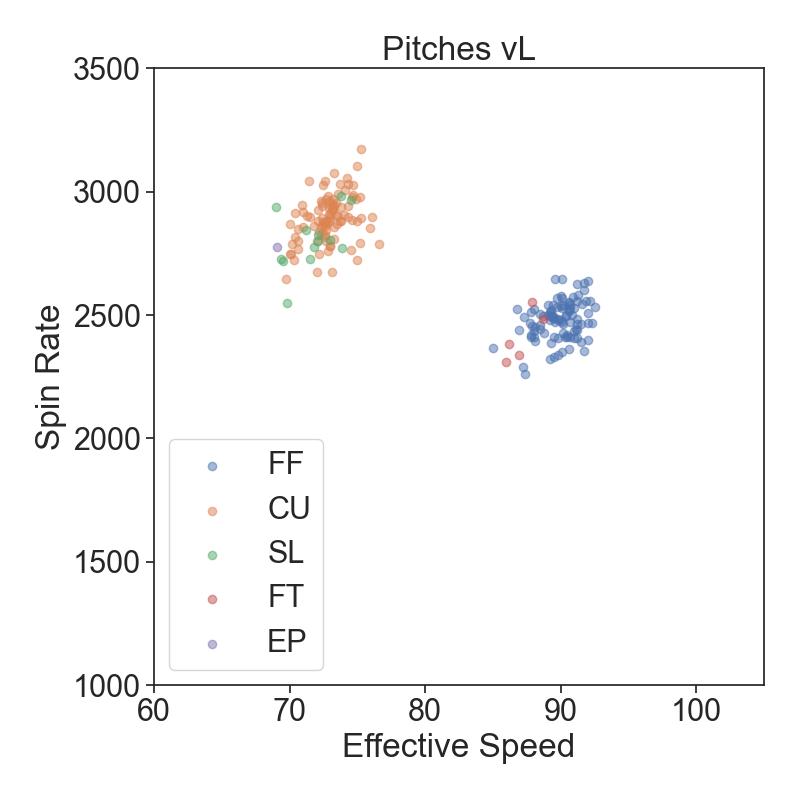 Pitches vL
3500
3000
2500
2000
1500
1000
Spin Rate
FF
CU
SL
FT
EP
60 70 80 90 100
Effective Speed